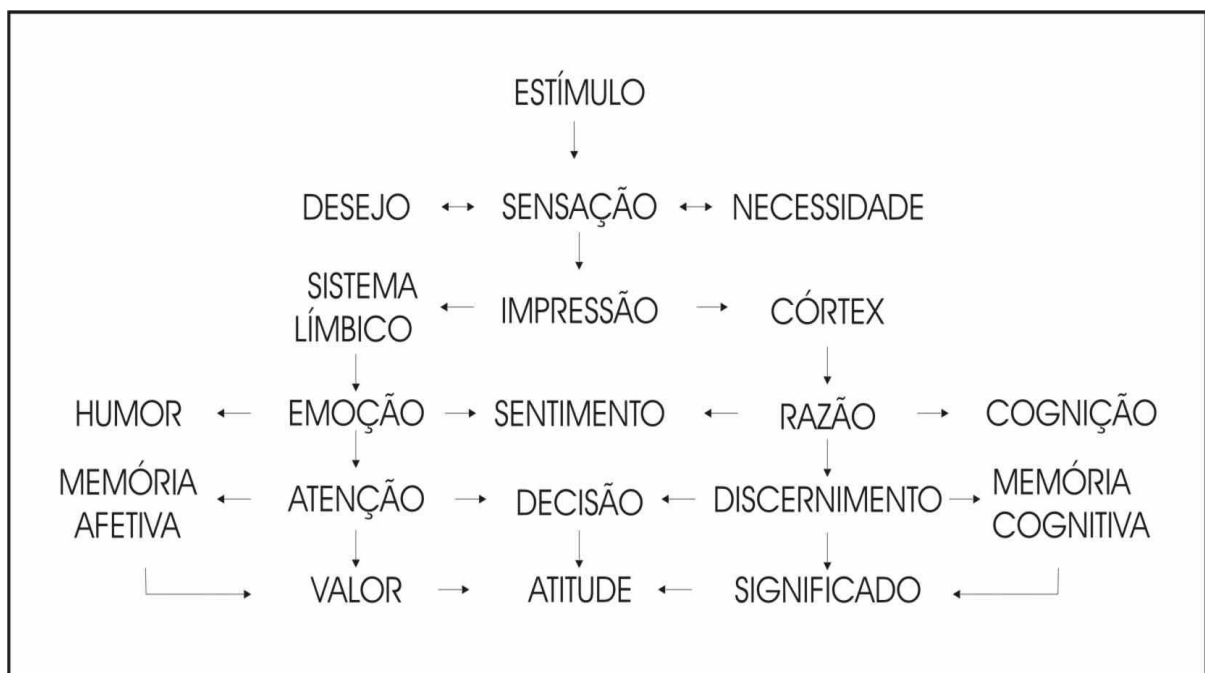 ESTÍMULO
DESEJO SENSAÇÃO NECESSIDADE
SISTEMA
LÍMBICO
IMPRESSÃO
CÓRTEX
HUMOR EMOÇÃO SENTIMENTO RAZÃO COGNIÇÃO
MEMÓRIA
AFETIVA
ATENÇÃO
DECISÃO
DISCERNIMENTO
MEMÓRIA
COGNITIVA
VALOR ATITUDE SIGNIFICADO